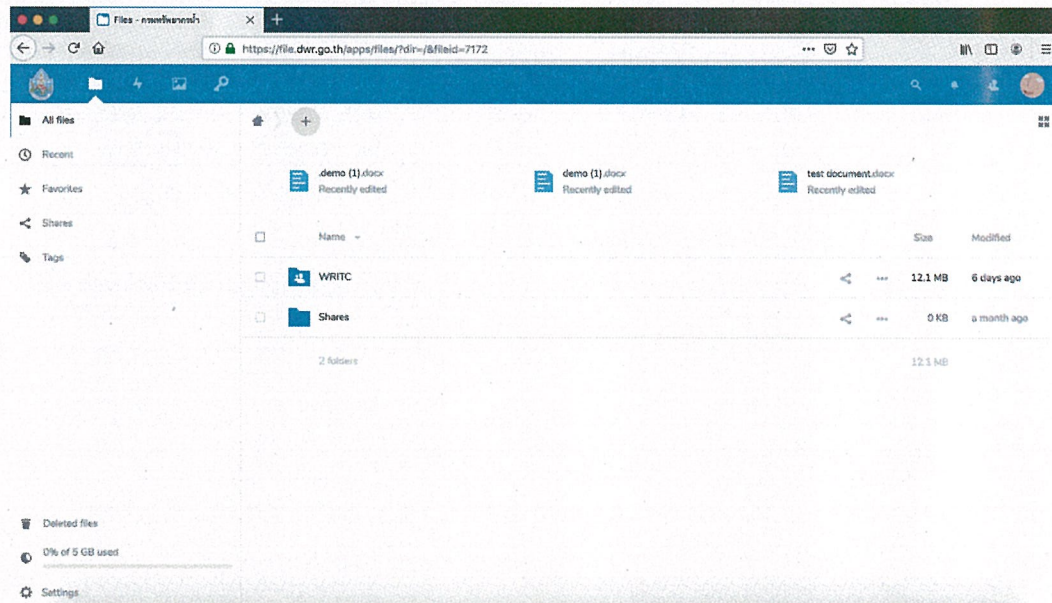 Files - กรมทรัพยากรน้ำ
https://file.dwr.go.th/apps/files/?dir=/&fileid=7172
All files
Recent
Favorites
Shares
Tags
.demo (1).docx
Recently edited
demo (1).docx
Recently edited
test document.docx
Recently edited
Name
Size
Modified
WRITC
12.1 MB
6 days ago
Shares
0 KB
a month ago
2 folders
12.1 MB
Deleted files
0% of 5 GB used
Settings